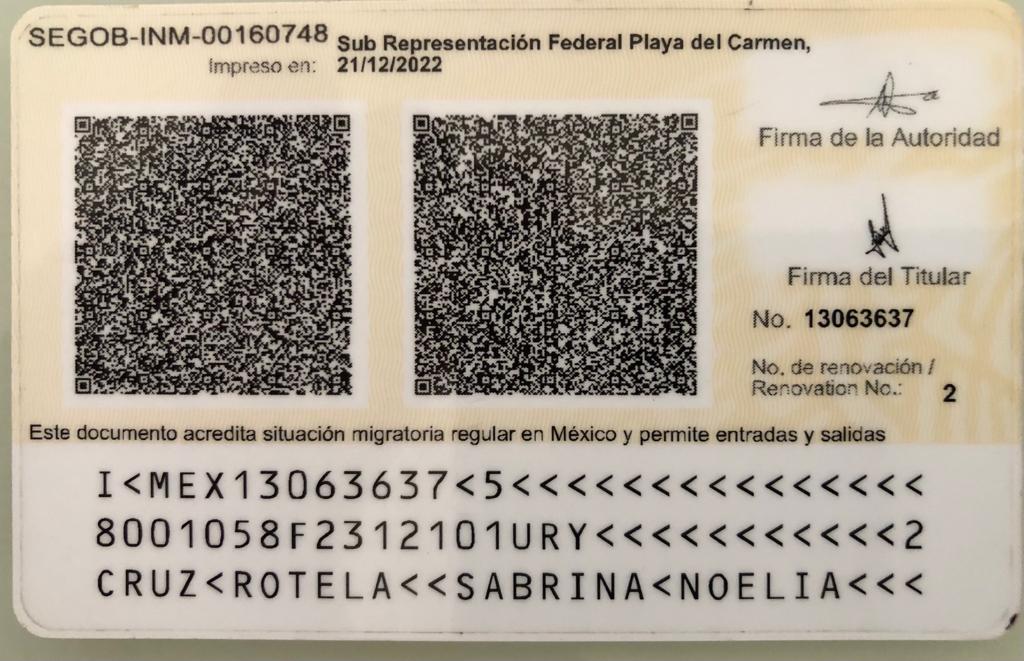 SEGOB-INM-00160748
Sub Representación Federal Playa del Carmen,
Impreso en: 21/12/2022
Firma de la Autoridad
Firma del Titular
No. 13063637
No. de renovación /
Renovation No.: 2
Este documento acredita situación migratoria regular en México y permite entradas y salidas
I<MEX13063637<5<<<<<<<<<<<<<<<
8001058F2312101URY<<<<<<<<<<<2
CRUZ<ROTELA<<SABRINA<NOELIA<<<